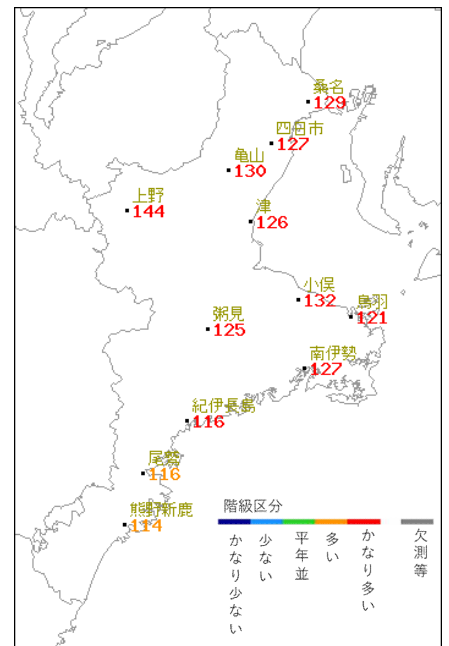 桑名
129
四日市
127
亀山
130
上野
144
津
126
小俣
132
鳥羽
121
粥見
125
南伊勢
127
紀伊長島
116
尾鷲
116
熊野新鹿
114
階級区分
かなり少ない
少ない
平年並
多い
かなり多い
欠測等